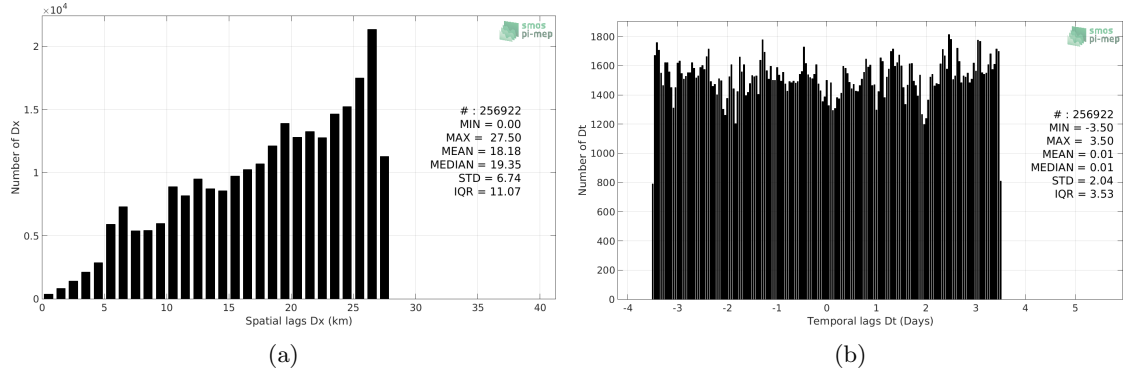 ×10⁴
2
1.5
1
0.5
0
Number of Dx
0 5 10 15 20 25 30 35 40
Spatial lags Dx (km)
smos
pi-mep
# : 256922
MIN = 0.00
MAX = 27.50
MEAN = 18.18
MEDIAN = 19.35
STD = 6.74
IQR = 11.07
(a)
1800
1600
1400
1200
1000
800
600
400
200
0
Number of Dt
-4 -3 -2 -1 0 1 2 3 4 5
Temporal lags Dt (Days)
smos
pi-mep
# : 256922
MIN = -3.50
MAX = 3.50
MEAN = 0.01
MEDIAN = 0.01
STD = 2.04
IQR = 3.53
(b)